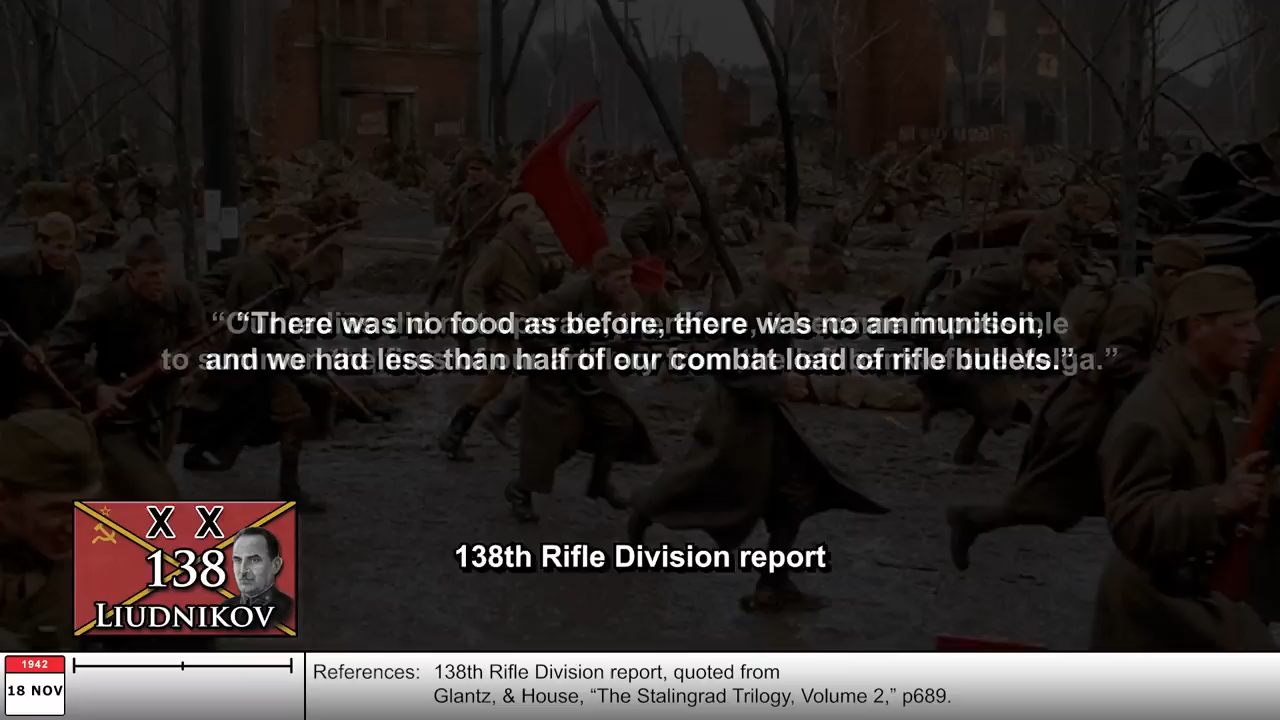 “There was no food as before, there was no ammunition,
and we had less than half of our combat load of rifle bullets.”
X X
138
LIUDNIKOV
138th Rifle Division report
1942
18 NOV
References: 138th Rifle Division report, quoted from
Glantz, & House, “The Stalingrad Trilogy, Volume 2,” p689.